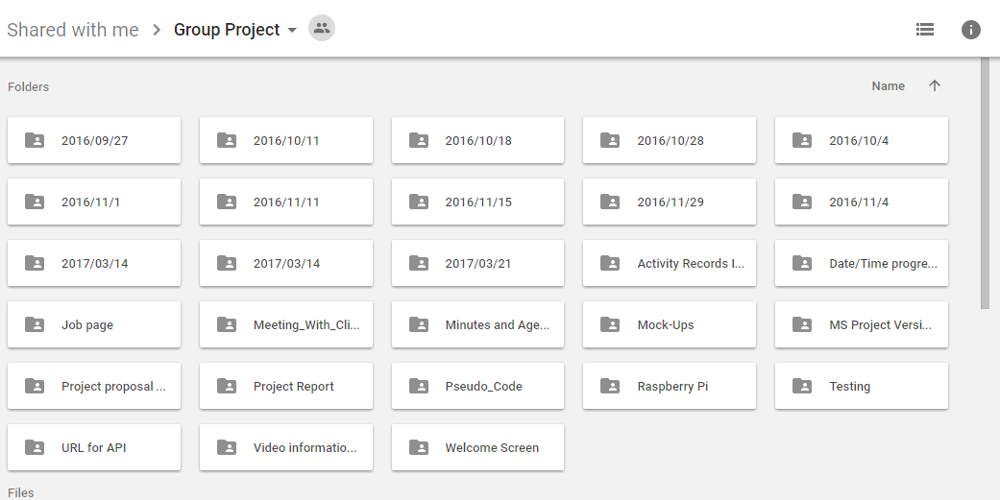 Shared with me > Group Project
Folders Name
2016/09/27 2016/10/11 2016/10/18 2016/10/28 2016/10/4
2016/11/1 2016/11/11 2016/11/15 2016/11/29 2016/11/4
2017/03/14 2017/03/14 2017/03/21 Activity Records I... Date/Time progre...
Job page Meeting_With_Cli... Minutes and Age... Mock-Ups MS Project Versi...
Project proposal ... Project Report Pseudo_Code Raspberry Pi Testing
URL for API Video informatio... Welcome Screen
Files